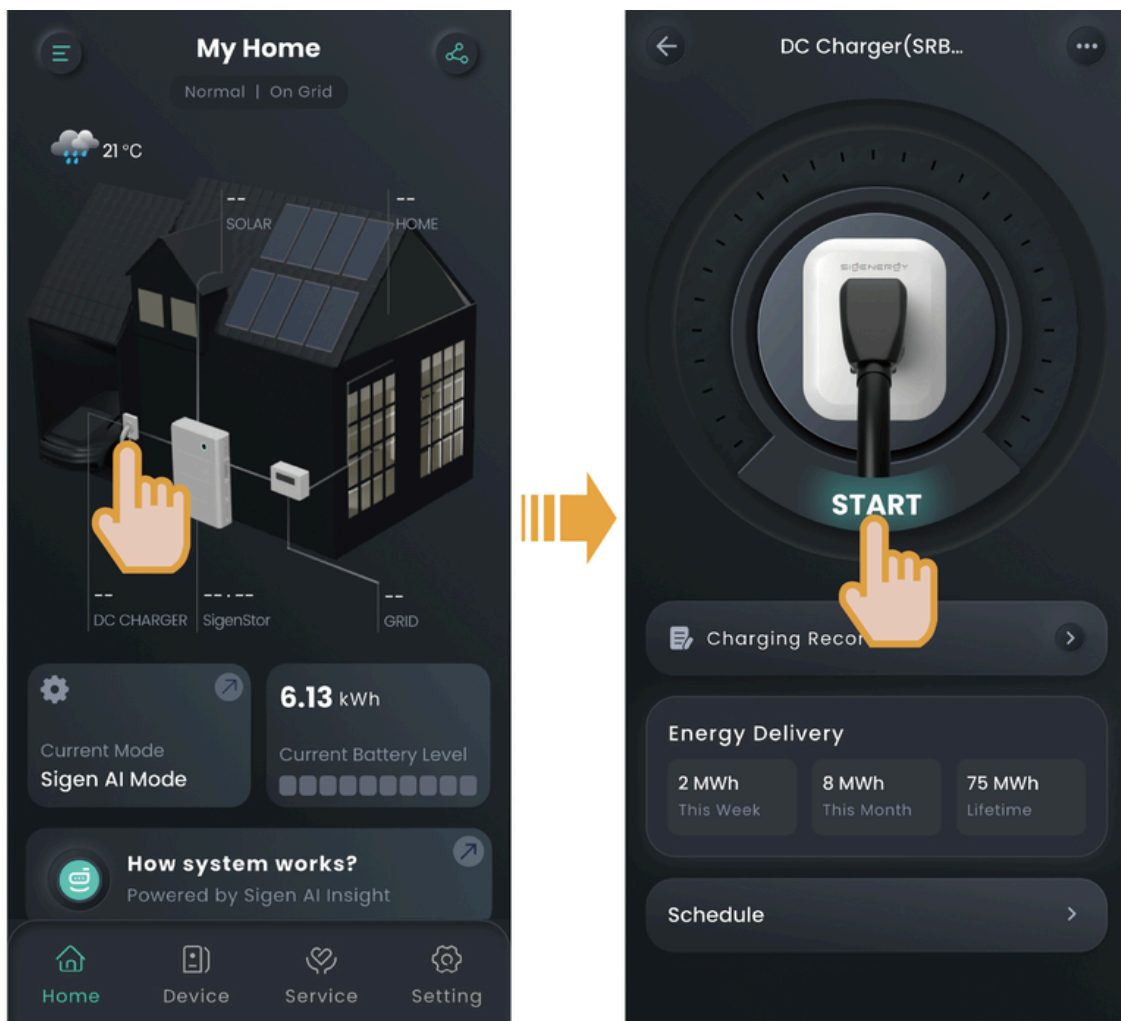 My Home
Normal | On Grid
21 °C
--
SOLAR
--
HOME
--
DC CHARGER
--.--
SigenStor
--
GRID
Current Mode
Sigen AI Mode
6.13 kWh
Current Battery Level
How system works?
Powered by Sigen AI Insight
Home
Device
Service
Setting
DC Charger(SRB...
SIGENERGY
START
Charging Recor
Energy Delivery
2 MWh
This Week
8 MWh
This Month
75 MWh
Lifetime
Schedule